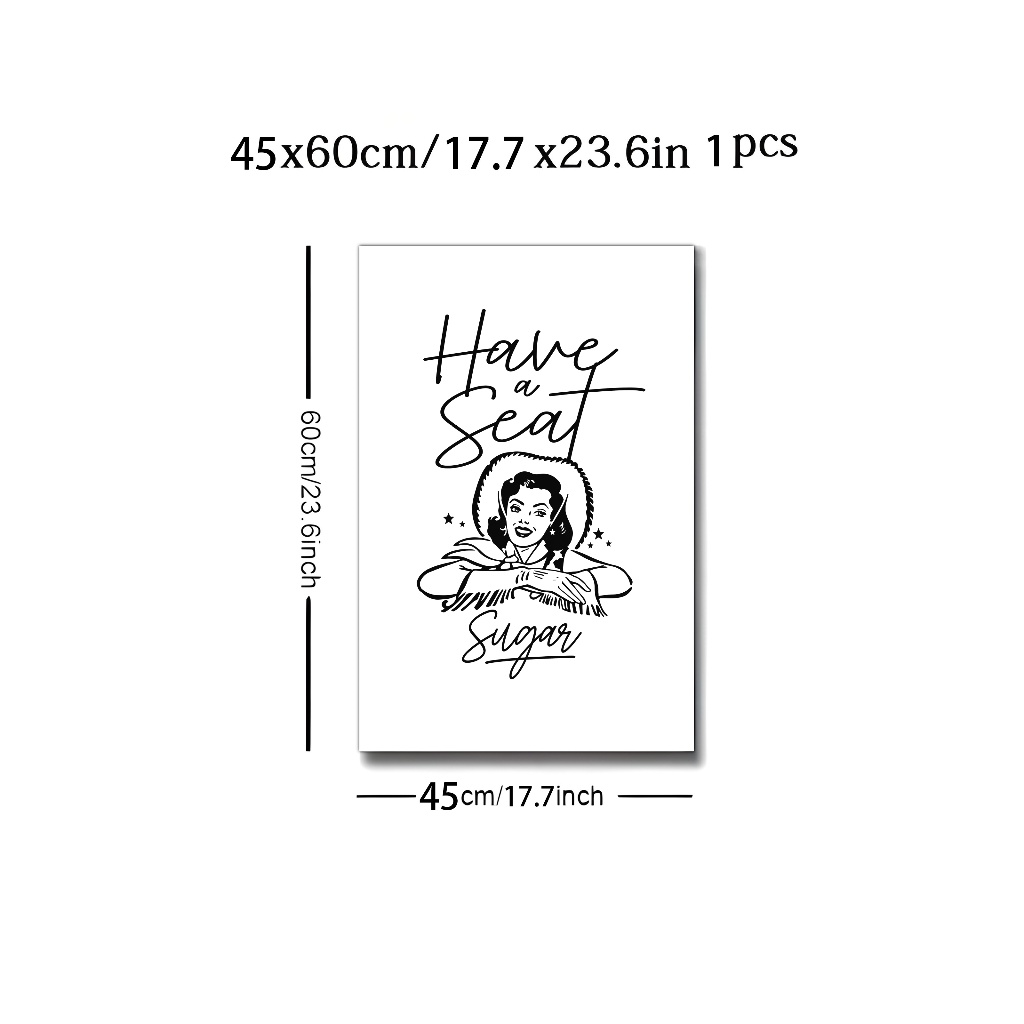 45x60cm/17.7 x23.6in 1pcs
Have
a
Seat
Sugar
60cm/23.6inch
45cm/17.7inch